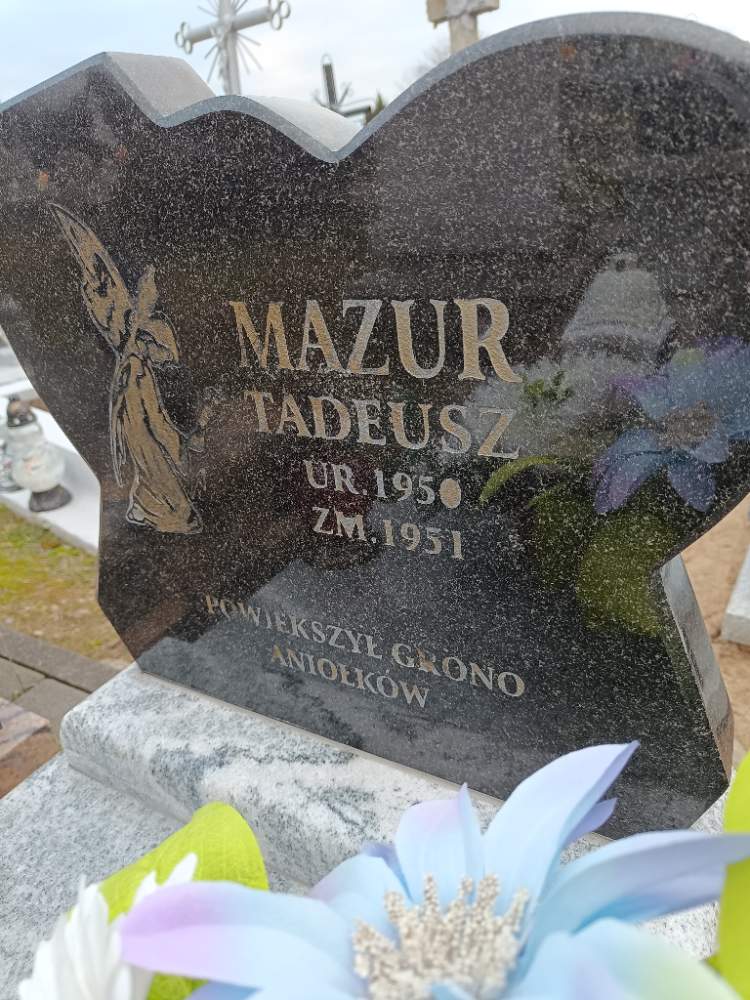 MAZUR
TADEUSZ
UR. 1950
ZM. 1951
POWIĘKSZYŁ GRONO
ANIOŁKÓW